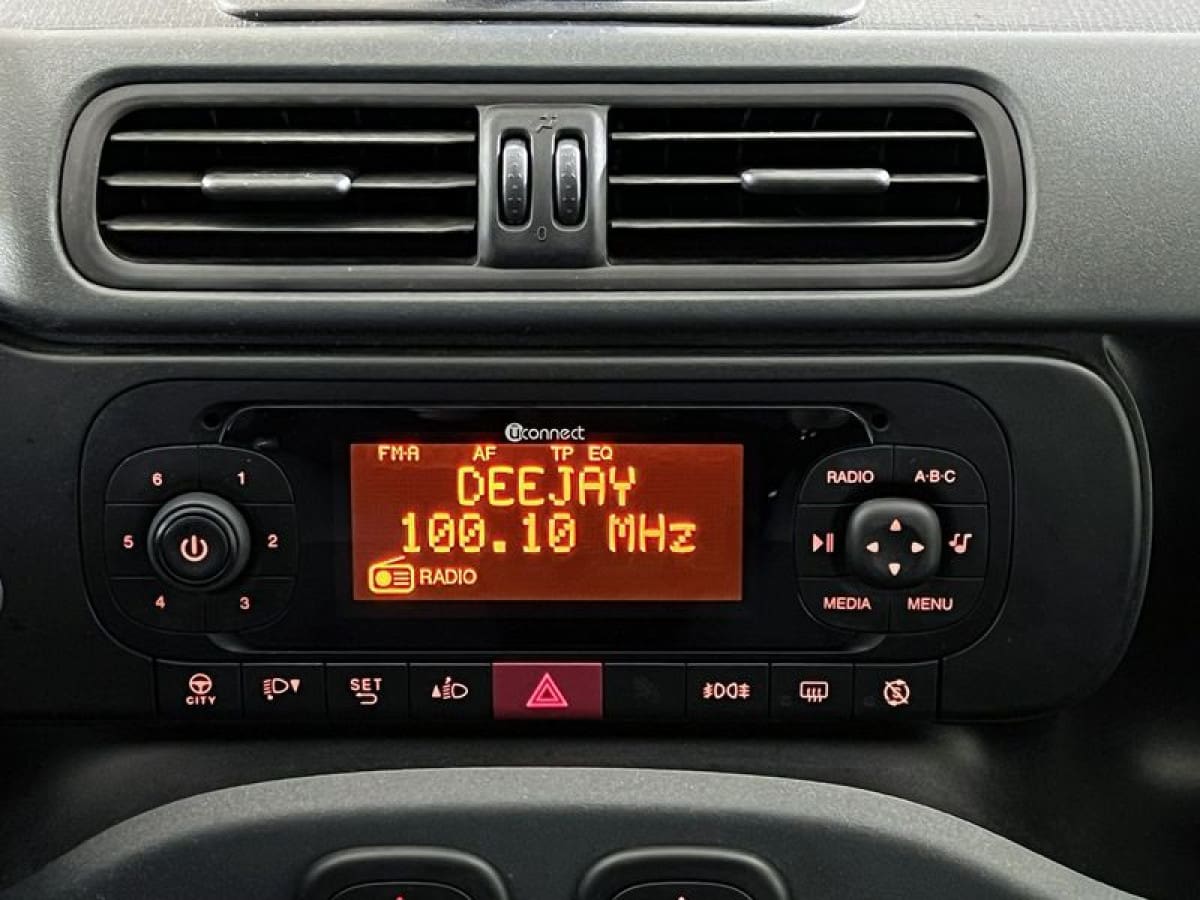 0
uconnect
FM-A AF TP EQ
DEEJAY
100.10 MHz
RADIO
6 1
5 2
4 3
RADIO A·B·C
MEDIA MENU
CITY
SET